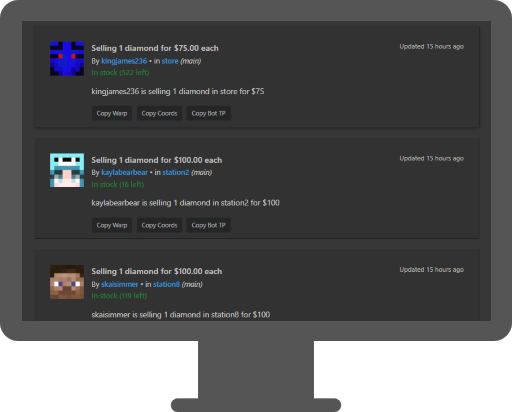 Selling 1 diamond for $75.00 each
Updated 15 hours ago
By kingjames236 • in store (main)
In stock (522 left)
kingjames236 is selling 1 diamond in store for $75
Copy Warp Copy Coords Copy Bot TP
Selling 1 diamond for $100.00 each
Updated 15 hours ago
By kaylabearbear • in station2 (main)
In stock (16 left)
kaylabearbear is selling 1 diamond in station2 for $100
Copy Warp Copy Coords Copy Bot TP
Selling 1 diamond for $100.00 each
Updated 15 hours ago
By skaisimmer • in station8 (main)
In stock (119 left)
skaisimmer is selling 1 diamond in station8 for $100